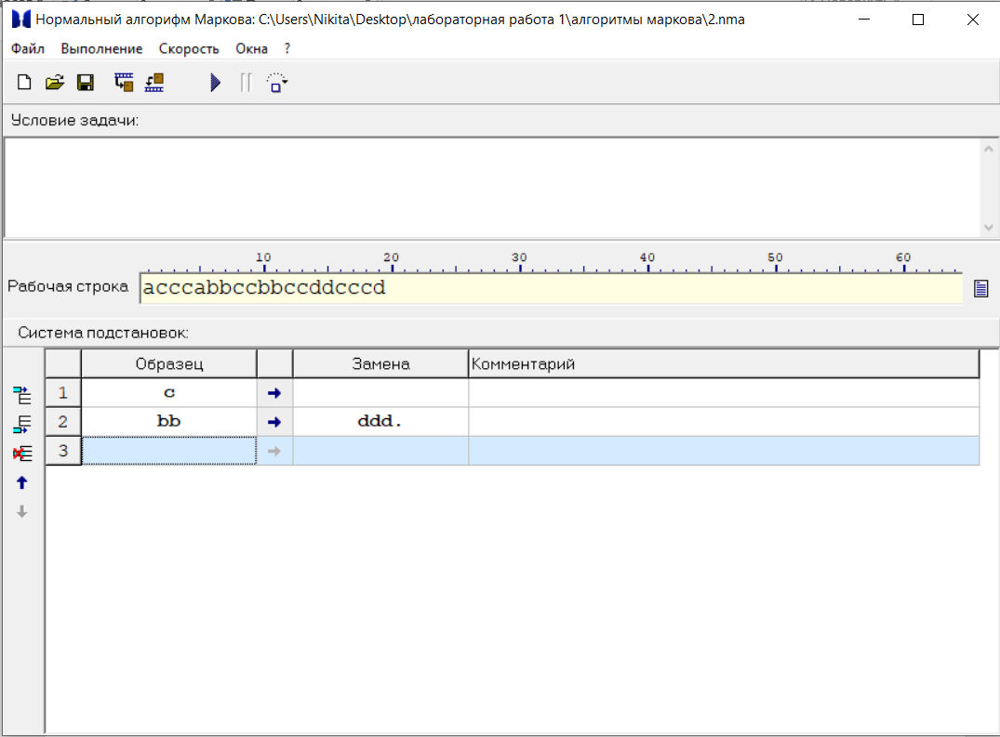 Нормальный алгорифм Маркова: C:\Users\Nikita\Desktop\лабораторная работа 1\алгоритмы маркова\2.nma
Файл Выполнение Скорость Окна ?
Условие задачи:
10 20 30 40 50 60
Рабочая строка acccabbccbbccddcccd
Система подстановок:
Образец Замена Комментарий
1 c
2 bb ddd.
3